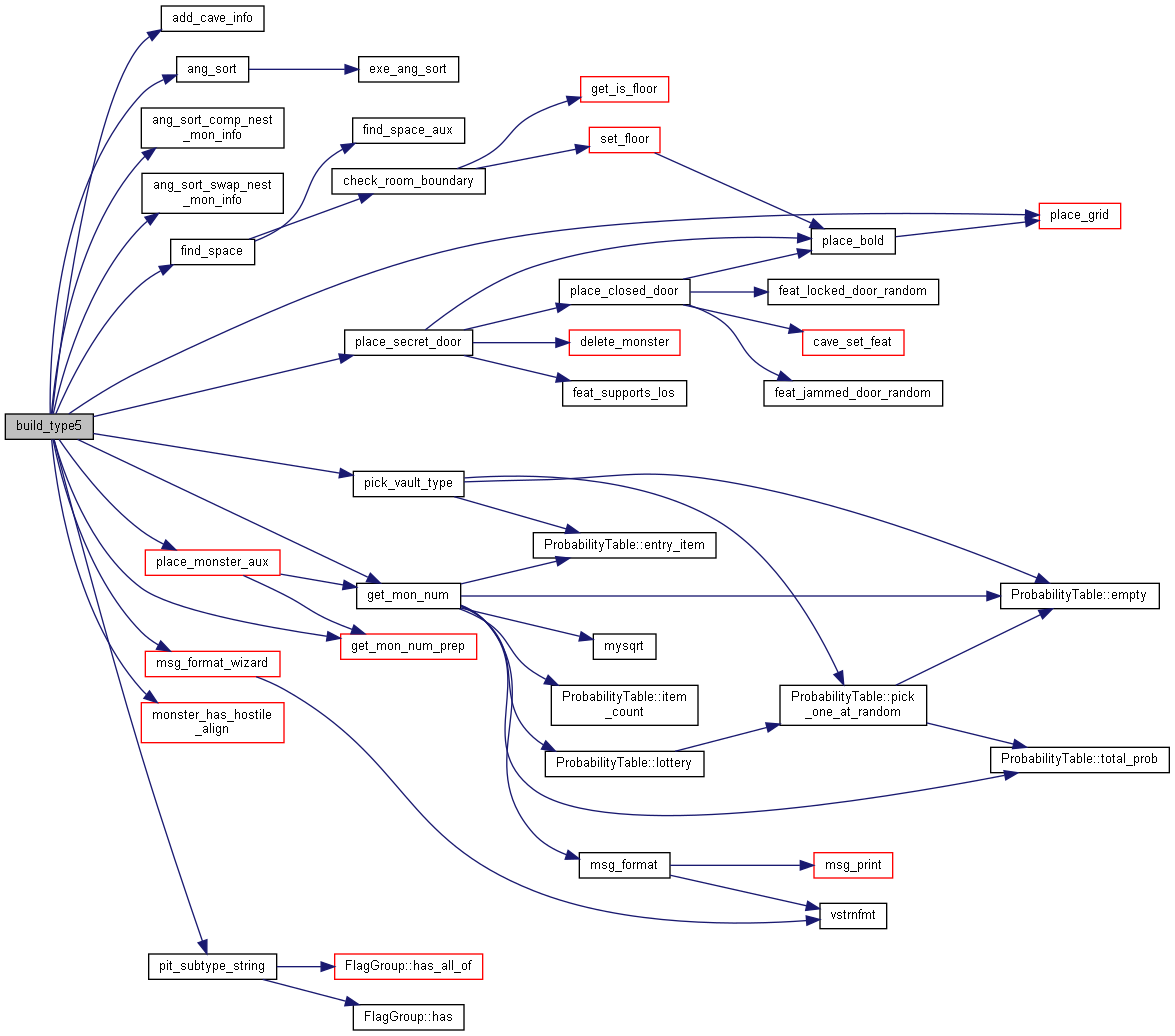 add_cave_info
ang_sort
exe_ang_sort
get_is_floor
ang_sort_comp_nest
_mon_info
find_space_aux
set_floor
check_room_boundary
ang_sort_swap_nest
_mon_info
place_grid
find_space
place_bold
place_closed_door
feat_locked_door_random
place_secret_door
delete_monster
cave_set_feat
feat_supports_los
feat_jammed_door_random
build_type5
pick_vault_type
ProbabilityTable::entry_item
place_monster_aux
get_mon_num
ProbabilityTable::empty
get_mon_num_prep
mysqrt
msg_format_wizard
ProbabilityTable::item
_count
ProbabilityTable::pick
_one_at_random
monster_has_hostile
_align
ProbabilityTable::lottery
ProbabilityTable::total_prob
msg_format
msg_print
vstrnfmt
pit_subtype_string
FlagGroup::has_all_of
FlagGroup::has